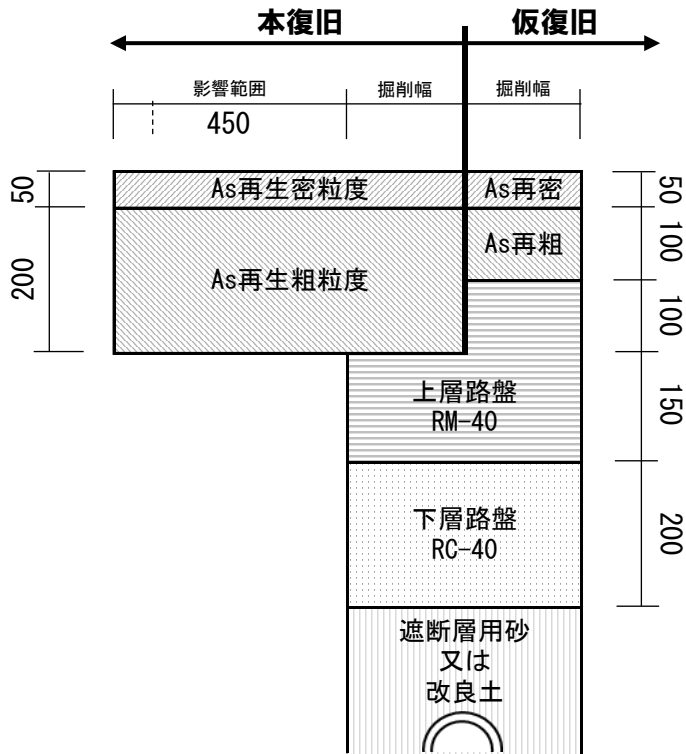 本復旧 仮復旧
影響範囲 掘削幅 掘削幅
450
50 As再生密粒度 As再密 50
200 As再生粗粒度 As再粗 100
100
上層路盤
RM-40
150
下層路盤
RC-40
200
遮断層用砂
又は
改良土